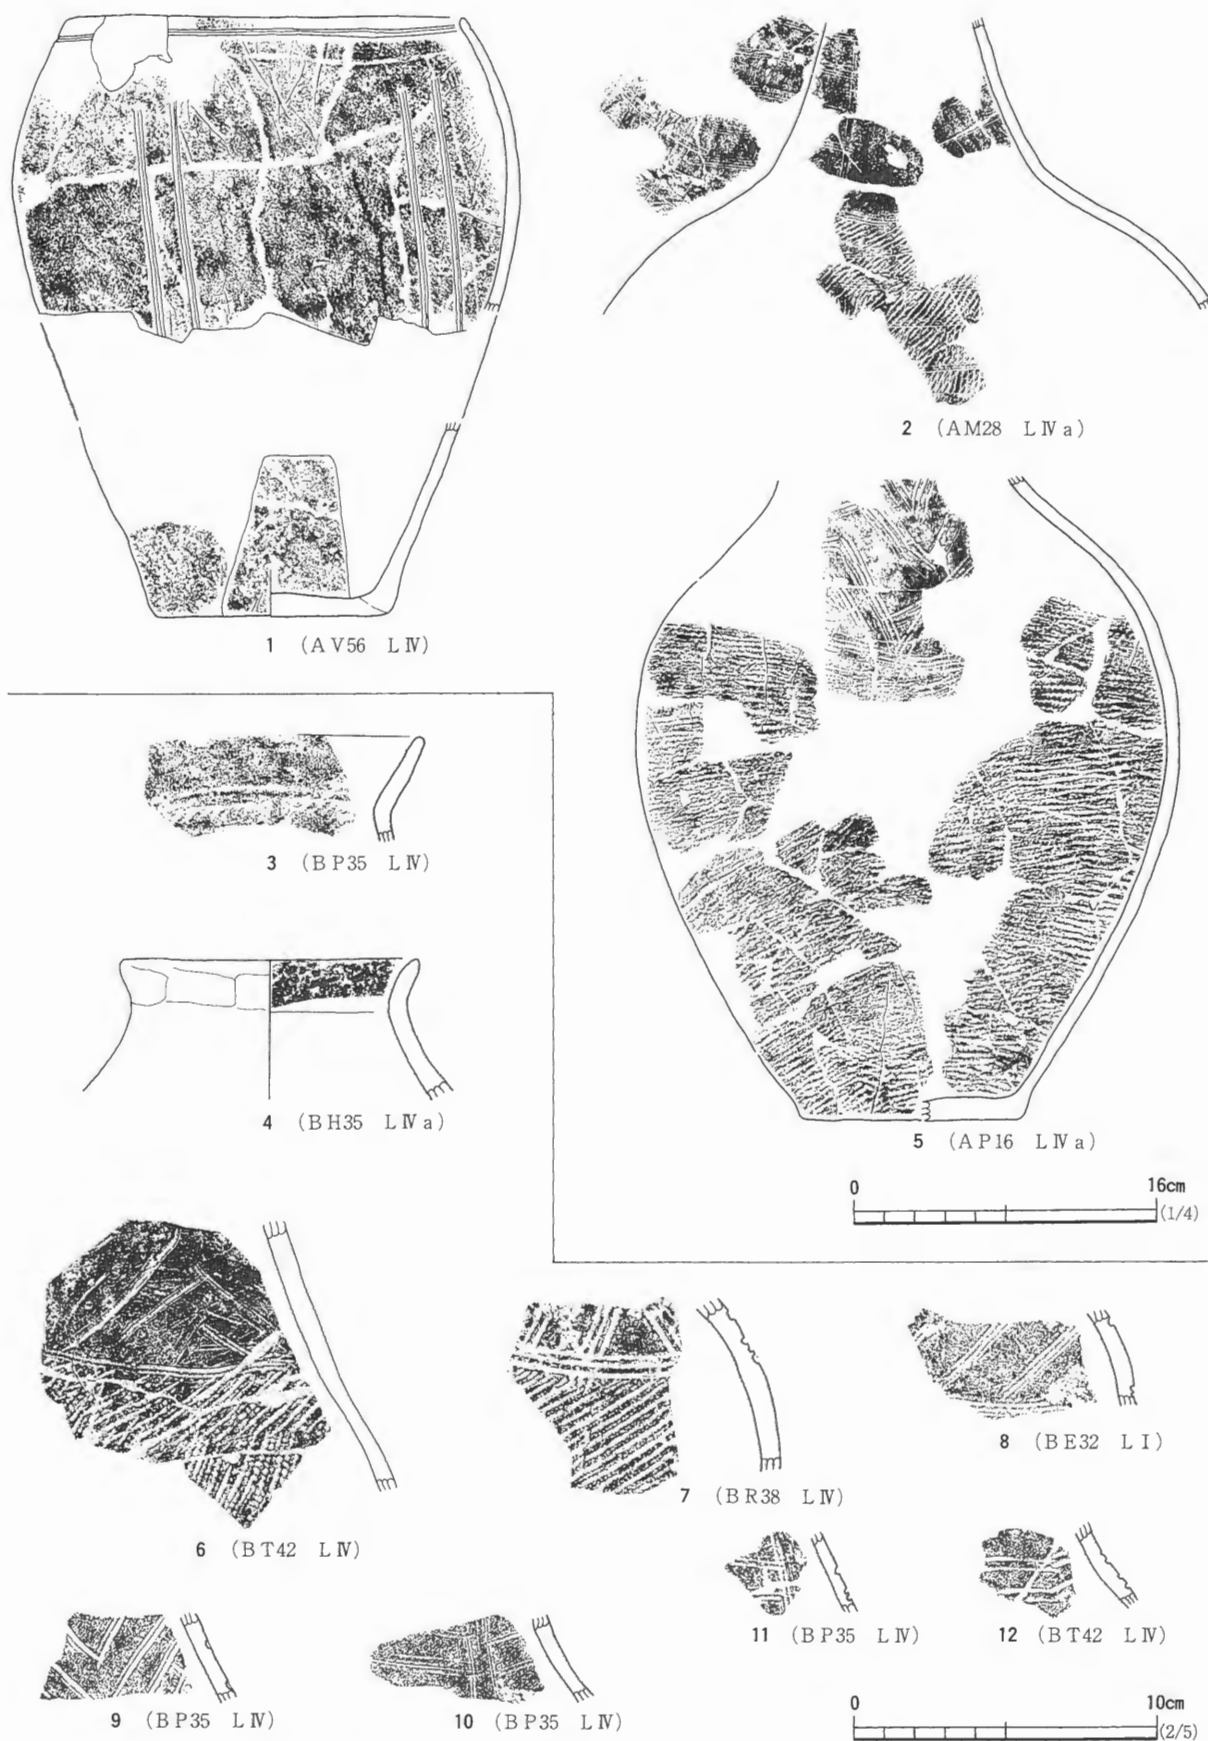 1 (AV56 LⅣ)
2 (AM28 LⅣa)
3 (BP35 LⅣ)
4 (BH35 LⅣa)
5 (AP16 LⅣa)
0 16cm
(1/4)
6 (BT42 LⅣ)
7 (BR38 LⅣ)
8 (BE32 LⅠ)
9 (BP35 LⅣ)
10 (BP35 LⅣ)
11 (BP35 LⅣ)
12 (BT42 LⅣ)
0 10cm
(2/5)